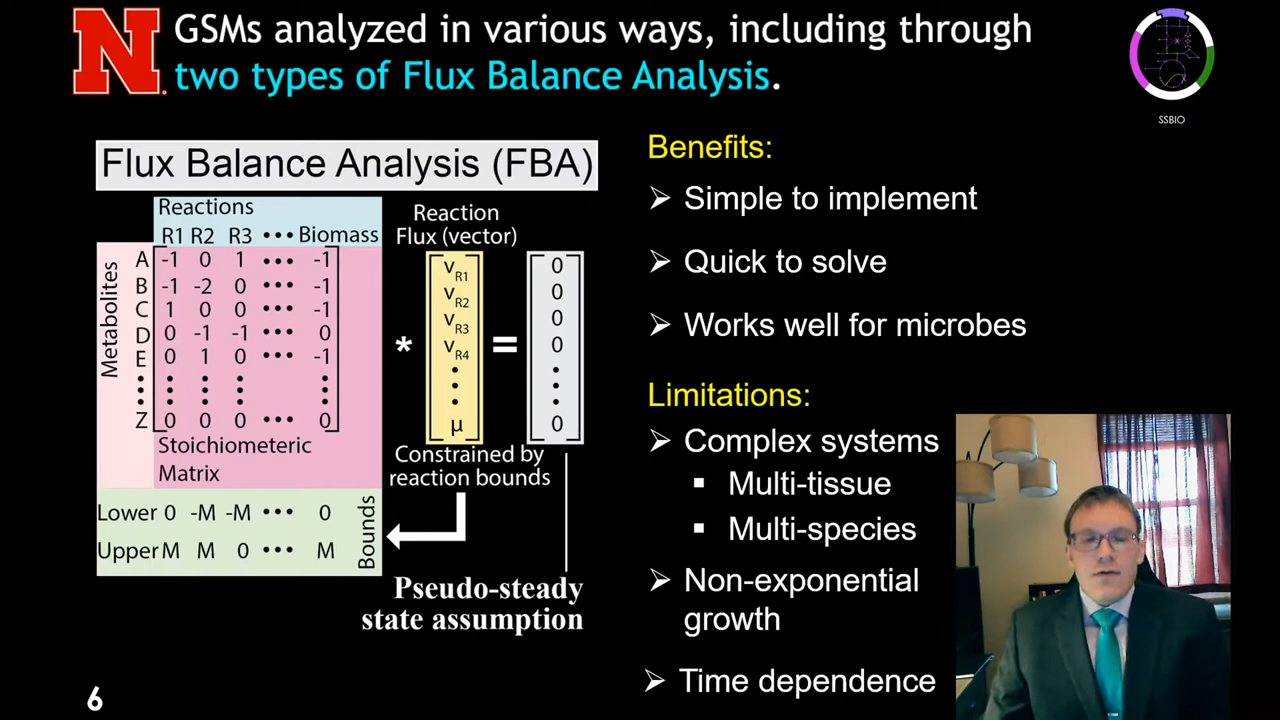 N
GSMs analyzed in various ways, including through
two types of Flux Balance Analysis.
SSBIO
Flux Balance Analysis (FBA)
Reactions
R1 R2 R3 ••• Biomass
Metabolites
A -1 0 1 ••• -1
B -1 -2 0 ••• -1
C 1 0 0 ••• -1
D 0 -1 -1 ••• 0
E 0 1 0 ••• -1
Z 0 0 0 ••• 0
Stoichiometeric
Matrix
Lower 0 -M -M ••• 0
Upper M M 0 ••• M
Bounds
Reaction
Flux (vector)
*
vR1
vR2
vR3
vR4
μ
=
0
0
0
0
0
Constrained by
reaction bounds
Pseudo-steady
state assumption
Benefits:
➢ Simple to implement
➢ Quick to solve
➢ Works well for microbes
Limitations:
➢ Complex systems
▪ Multi-tissue
▪ Multi-species
➢ Non-exponential
growth
➢ Time dependence
6